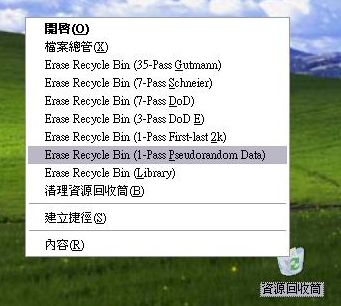 開啓(O)
檔案總管(X)
Erase Recycle Bin (35-Pass Gutmann)
Erase Recycle Bin (7-Pass Schneier)
Erase Recycle Bin (7-Pass DoD)
Erase Recycle Bin (3-Pass DoD E)
Erase Recycle Bin (1-Pass First-last 2k)
Erase Recycle Bin (1-Pass Pseudorandom Data)
Erase Recycle Bin (Library)
清理資源回收筒(B)
建立捷徑(S)
內容(R)
資源回收筒